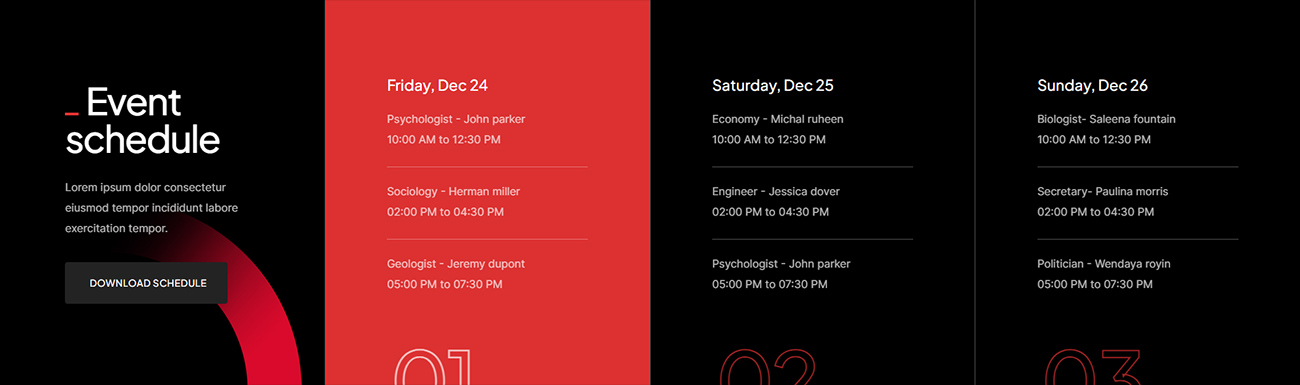 _ Event
schedule
Lorem ipsum dolor consectetur
eiusmod tempor incididunt labore
exercitation tempor.
DOWNLOAD SCHEDULE
Friday, Dec 24
Psychologist - John parker
10:00 AM to 12:30 PM
Sociology - Herman miller
02:00 PM to 04:30 PM
Geologist - Jeremy dupont
05:00 PM to 07:30 PM
01
Saturday, Dec 25
Economy - Michal ruheen
10:00 AM to 12:30 PM
Engineer - Jessica dover
02:00 PM to 04:30 PM
Psychologist - John parker
05:00 PM to 07:30 PM
02
Sunday, Dec 26
Biologist- Saleena fountain
10:00 AM to 12:30 PM
Secretary- Paulina morris
02:00 PM to 04:30 PM
Politician - Wendaya royin
05:00 PM to 07:30 PM
03